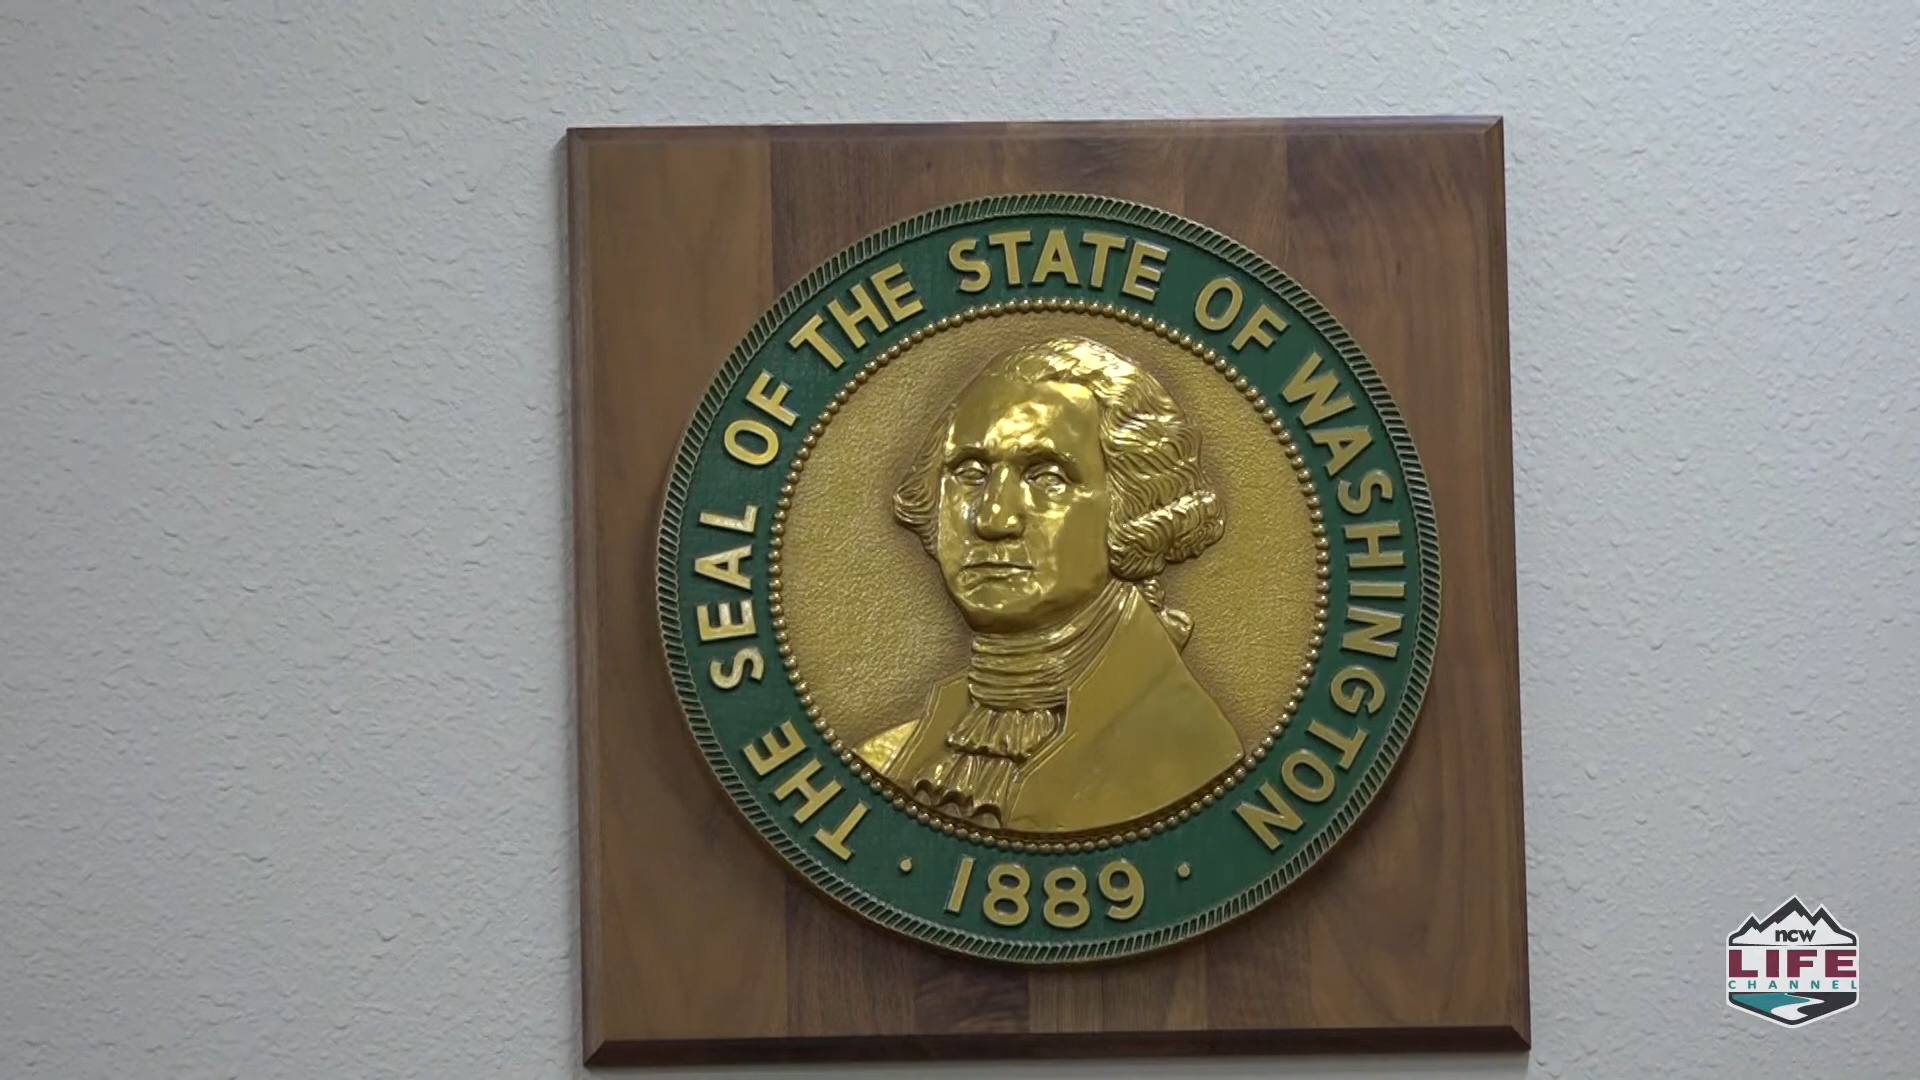 THE SEAL OF THE STATE OF WASHINGTON
· 1889 ·
ncw
LIFE
CHANNEL